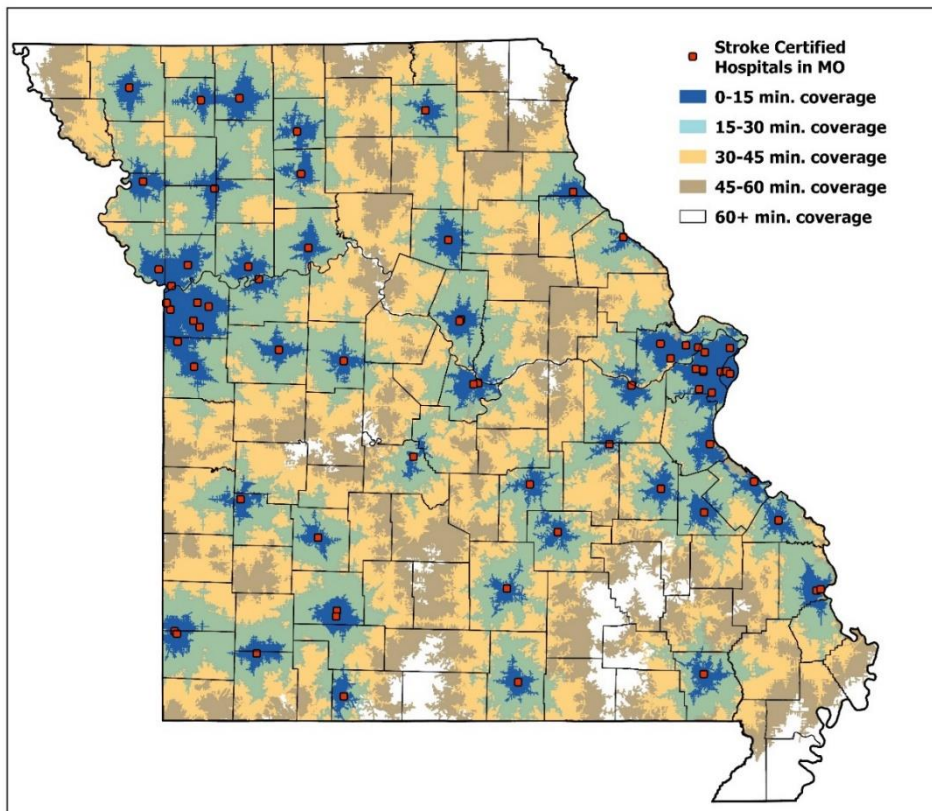 Stroke Certified
Hospitals in MO
0-15 min. coverage
15-30 min. coverage
30-45 min. coverage
45-60 min. coverage
60+ min. coverage